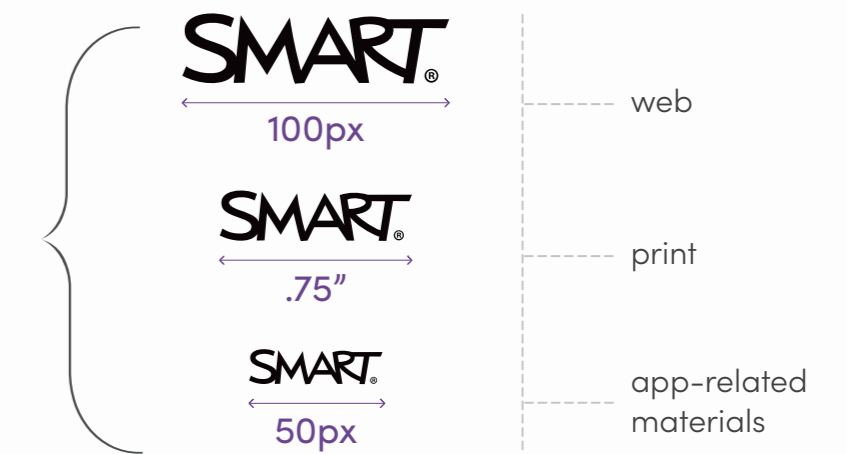 SMART®
100px
web
SMART®
.75”
print
SMART®
50px
app-related
materials